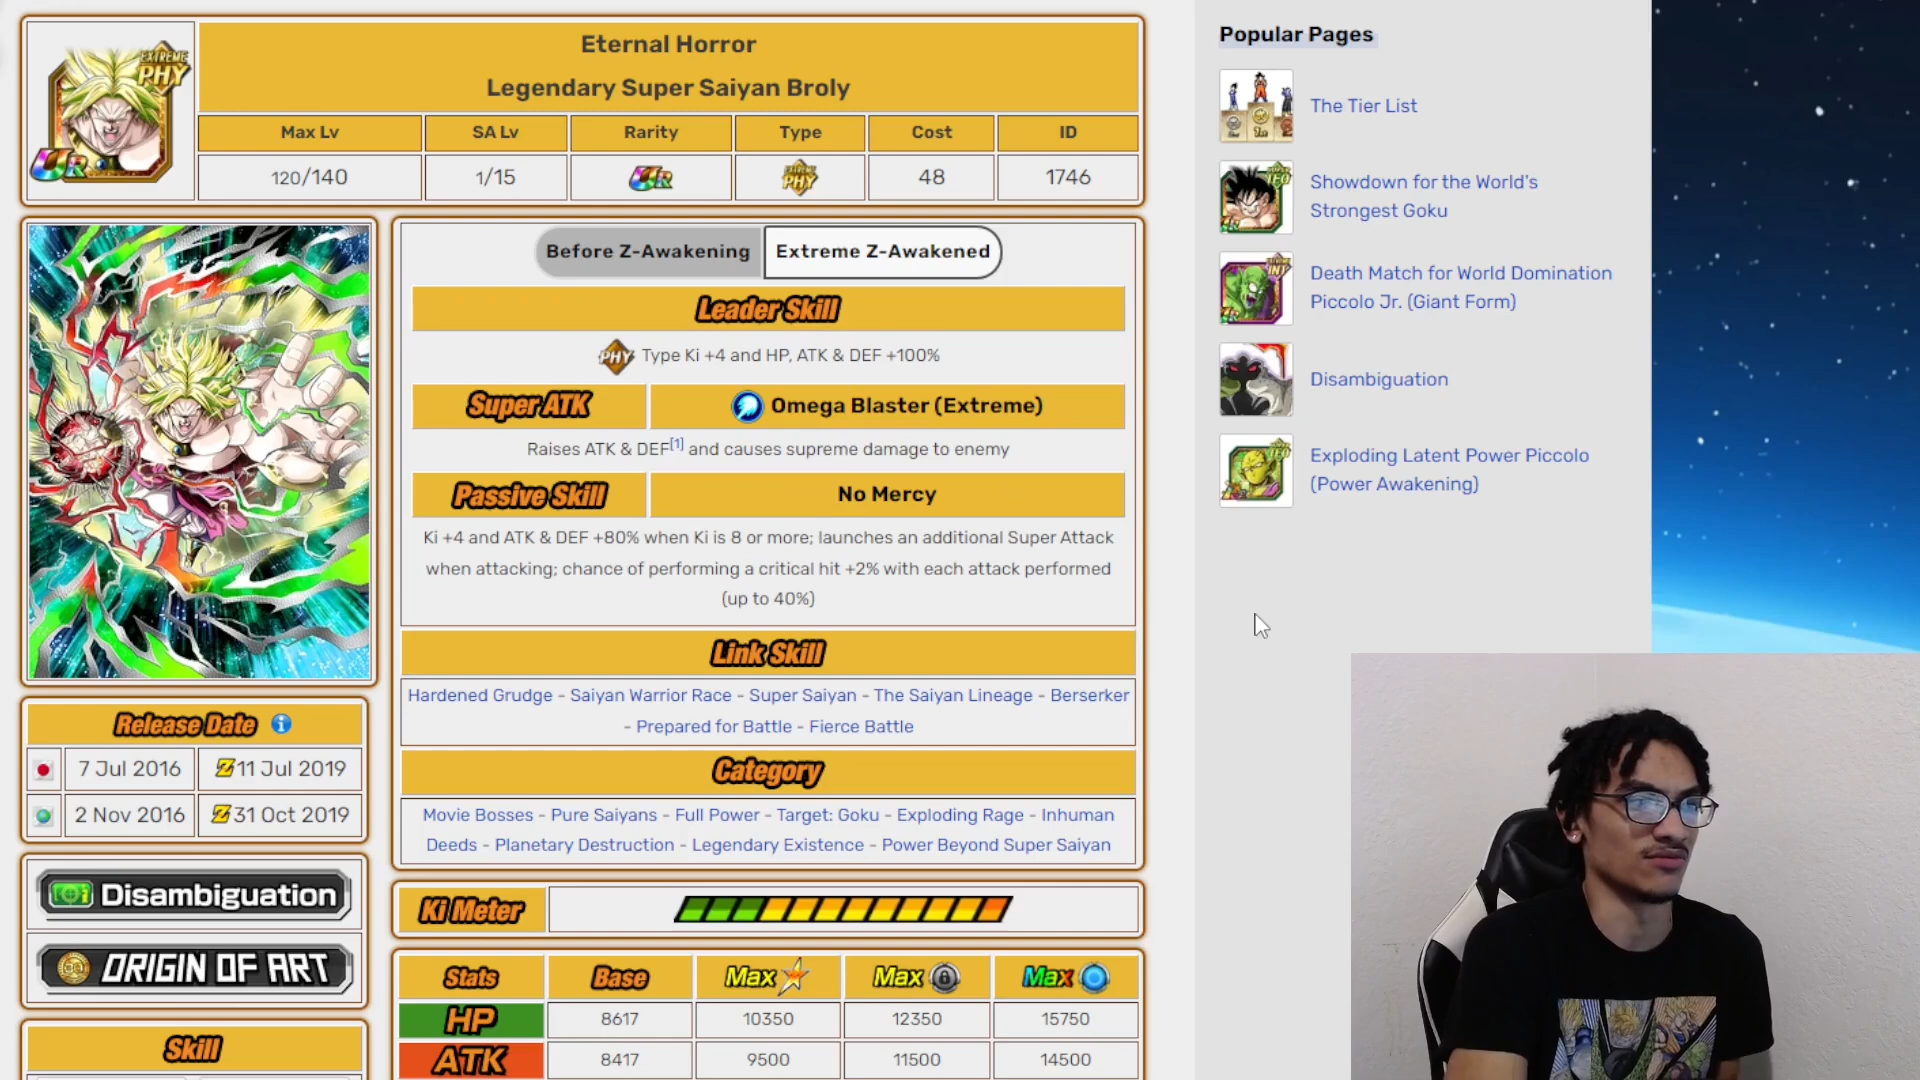 Eternal Horror
Legendary Super Saiyan Broly
EXTREME PHY
UR
Max Lv SA Lv Rarity Type Cost ID
120/140 1/15 UR EXTREME PHY 48 1746
Before Z-Awakening Extreme Z-Awakened
Leader Skill
PHY Type Ki +4 and HP, ATK & DEF +100%
Super ATK Omega Blaster (Extreme)
Raises ATK & DEF[1] and causes supreme damage to enemy
Passive Skill No Mercy
Ki +4 and ATK & DEF +80% when Ki is 8 or more; launches an additional Super Attack
when attacking; chance of performing a critical hit +2% with each attack performed
(up to 40%)
Link Skill
Hardened Grudge - Saiyan Warrior Race - Super Saiyan - The Saiyan Lineage - Berserker
- Prepared for Battle - Fierce Battle
Category
Movie Bosses - Pure Saiyans - Full Power - Target: Goku - Exploding Rage - Inhuman
Deeds - Planetary Destruction - Legendary Existence - Power Beyond Super Saiyan
Ki Meter
Stats Base Max Max Max
HP 8617 10350 12350 15750
ATK 8417 9500 11500 14500
Release Date
7 Jul 2016 Z 11 Jul 2019
2 Nov 2016 Z 31 Oct 2019
Disambiguation
ORIGIN OF ART
Skill
Popular Pages
The Tier List
Showdown for the World's
Strongest Goku
Death Match for World Domination
Piccolo Jr. (Giant Form)
Disambiguation
Exploding Latent Power Piccolo
(Power Awakening)